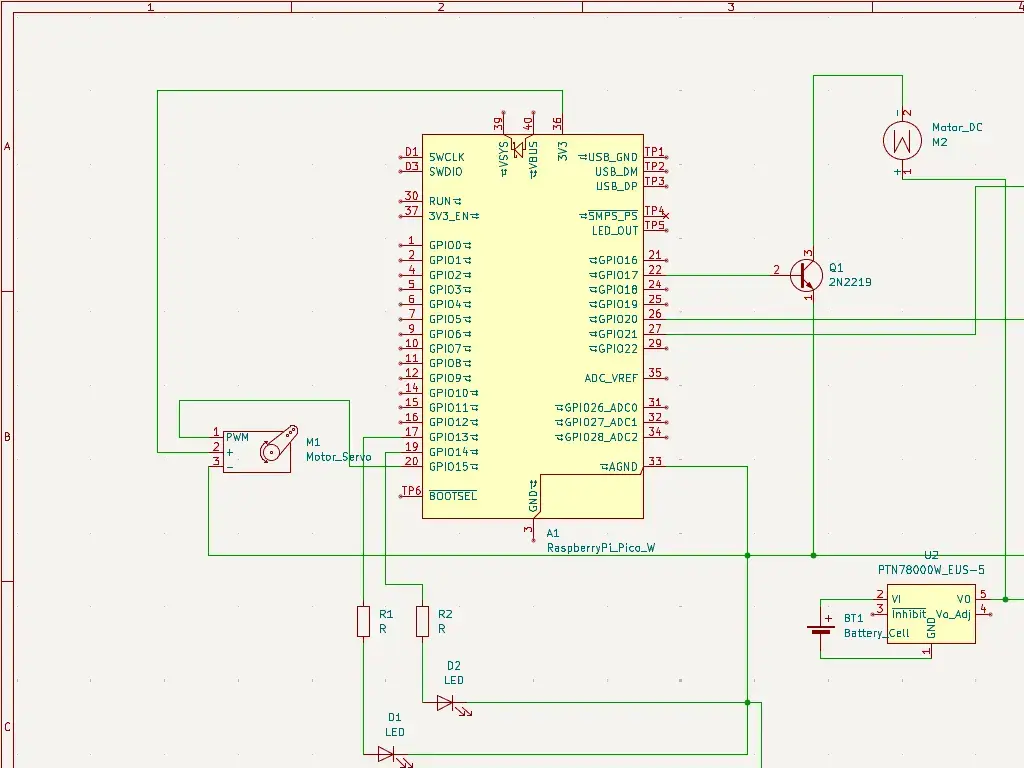 1 2 3 4
A
B
C
39 40 36
VSYS VBUS 3V3
D1 SWCLK
D3 SWDIO
30 RUN
37 3V3_EN
1 GPIO0
2 GPIO1
4 GPIO2
5 GPIO3
6 GPIO4
7 GPIO5
9 GPIO6
10 GPIO7
11 GPIO8
12 GPIO9
14 GPIO10
15 GPIO11
16 GPIO12
17 GPIO13
19 GPIO14
20 GPIO15
TP6 BOOTSEL
USB_GND TP1
USB_DM TP2
USB_DP TP3
SMPS_PS TP4
LED_OUT TP5
GPIO16 21
GPIO17 22
GPIO18 24
GPIO19 25
GPIO20 26
GPIO21 27
GPIO22 29
ADC_VREF 35
GPIO26_ADC0 31
GPIO27_ADC1 32
GPIO28_ADC2 34
AGND 33
GND
3
A1
RaspberryPi_Pico_W
1 PWM
2 +
3 -
M1
Motor_Servo
- 2
Motor_DC
M2
+ 1
3
2
1
Q1
2N2219
U2
PTN78000W_EUS-5
2 VI
3 Inhibit
VO 5
Vo_Adj 4
GND
1
+
BT1
Battery_Cell
R1
R
R2
R
D2
LED
D1
LED